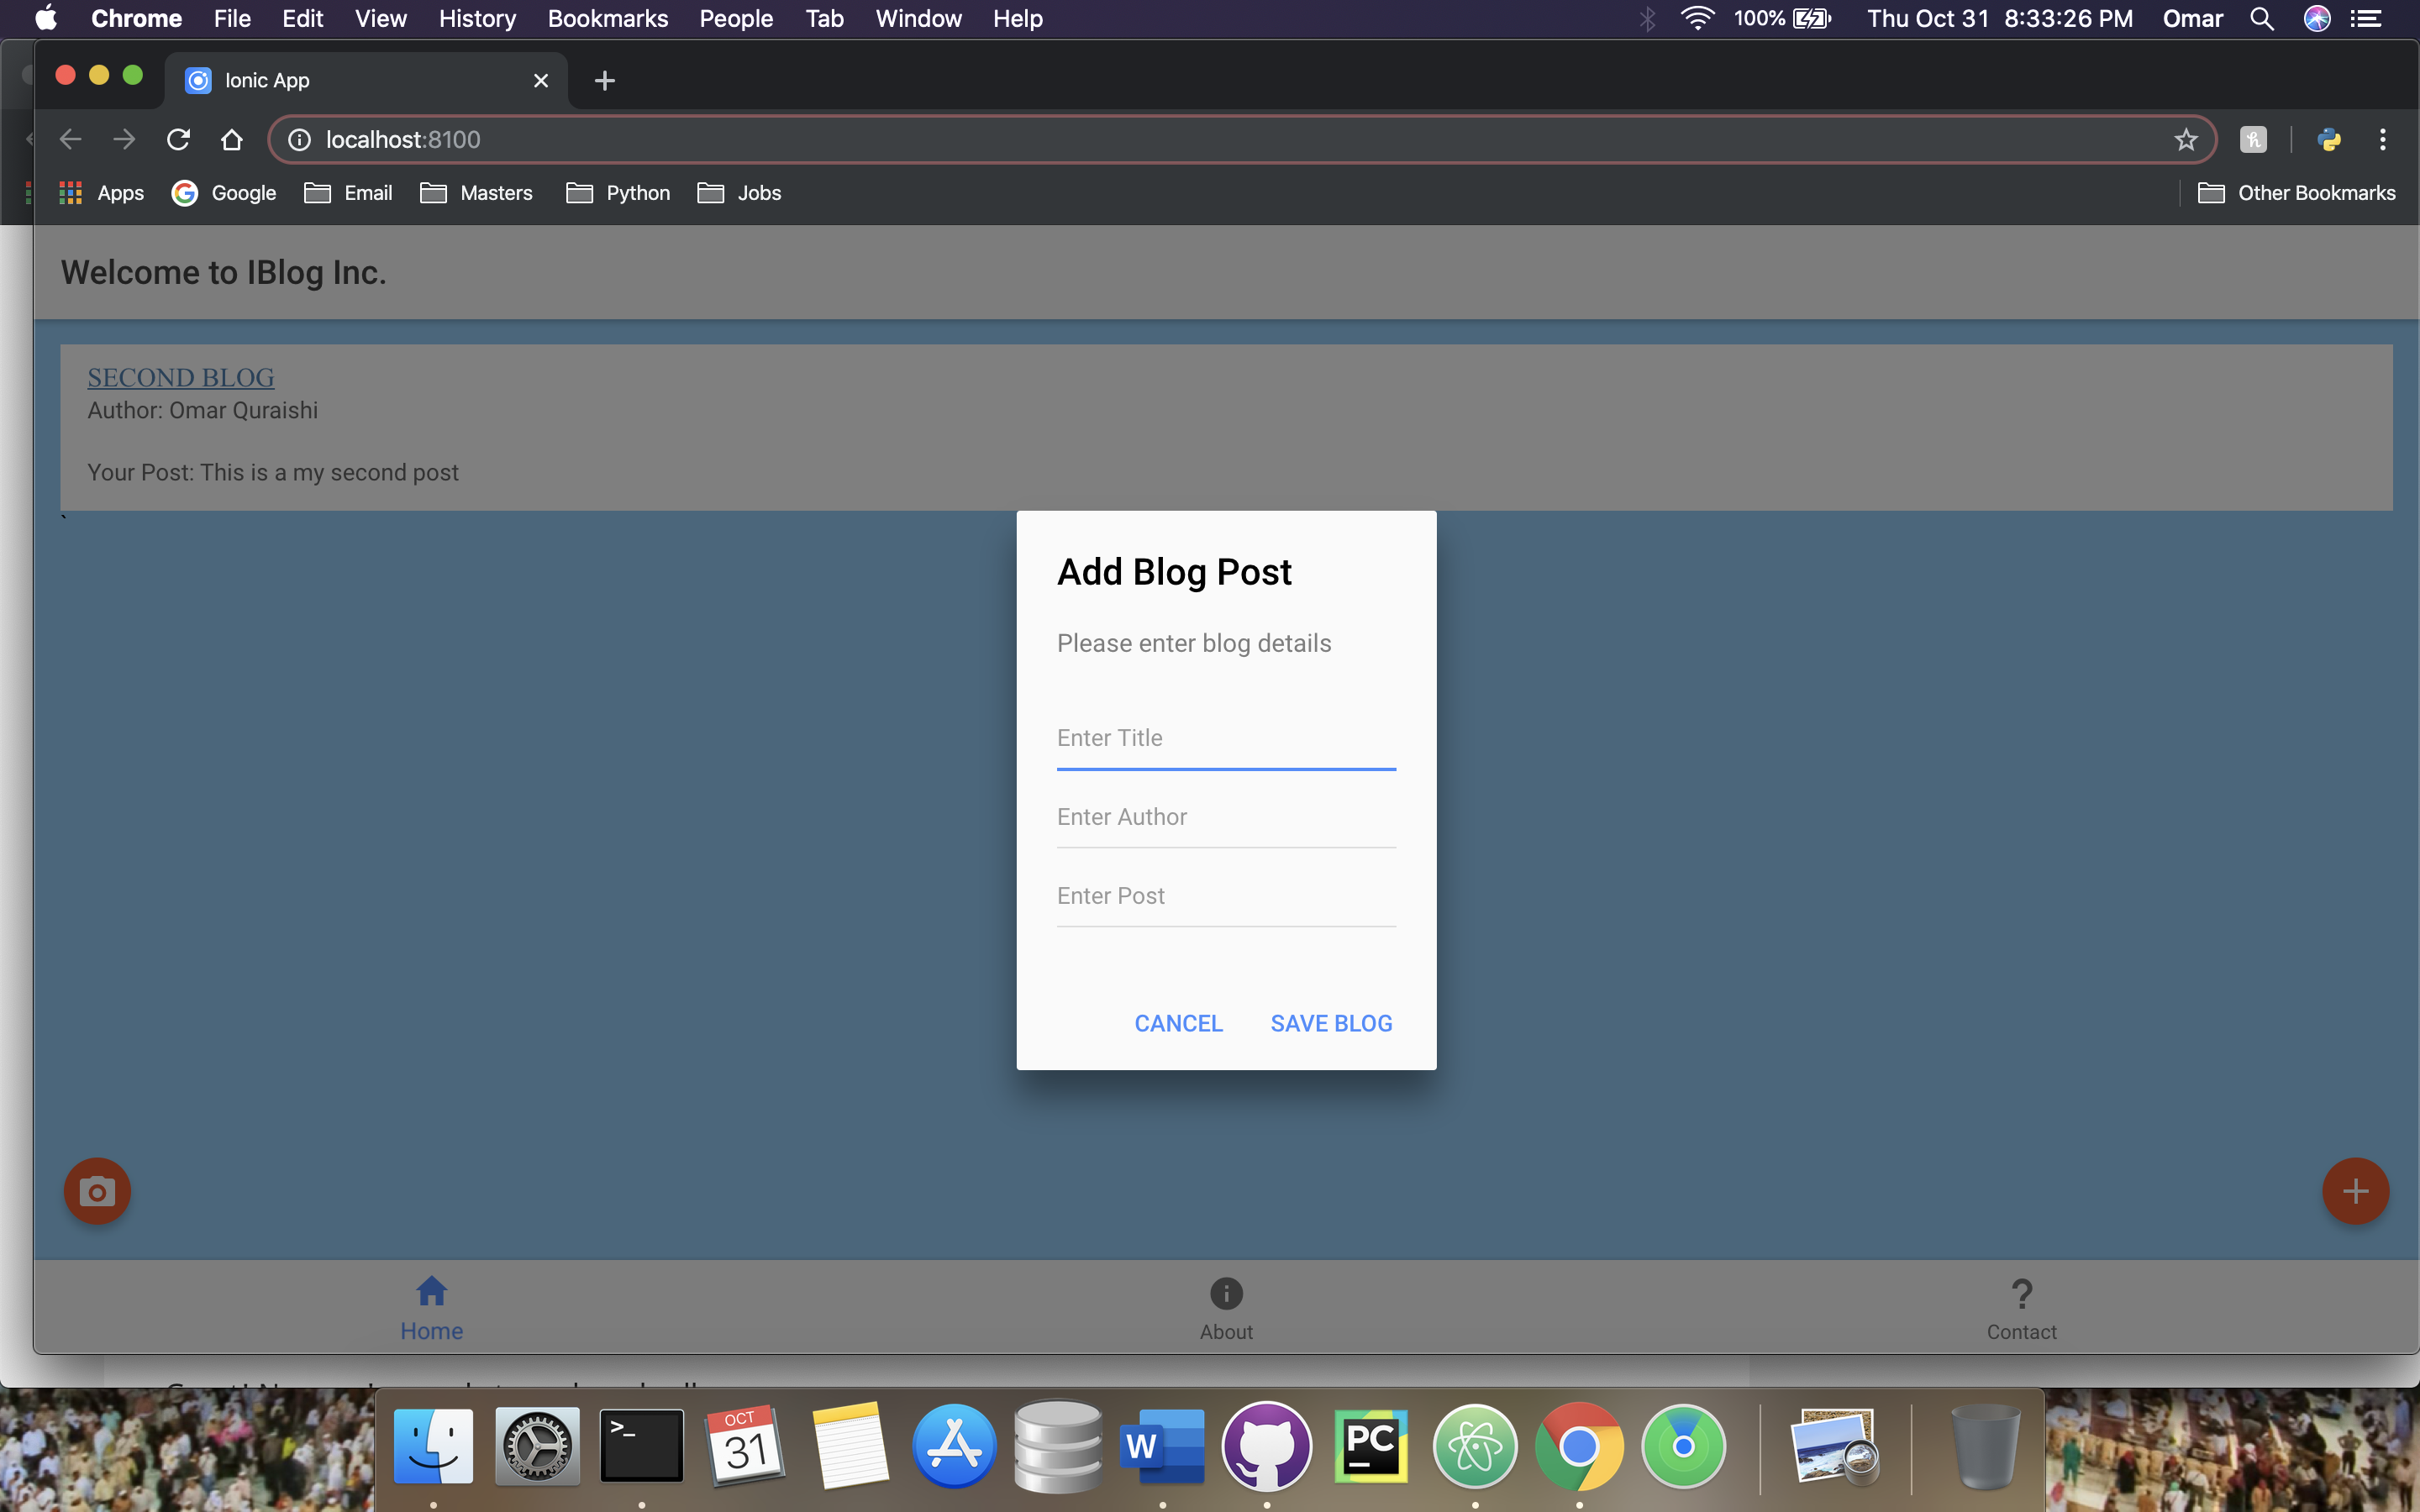 Chrome File Edit View History Bookmarks People Tab Window Help 100% Thu Oct 31 8:33:26 PM Omar
Ionic App
localhost:8100
Apps Google Email Masters Python Jobs Other Bookmarks
Welcome to IBlog Inc.
SECOND BLOG
Author: Omar Quraishi
Your Post: This is a my second post
`
Add Blog Post
Please enter blog details
Enter Title
Enter Author
Enter Post
CANCEL SAVE BLOG
Home About Contact
OCT
31
>_
W
PC